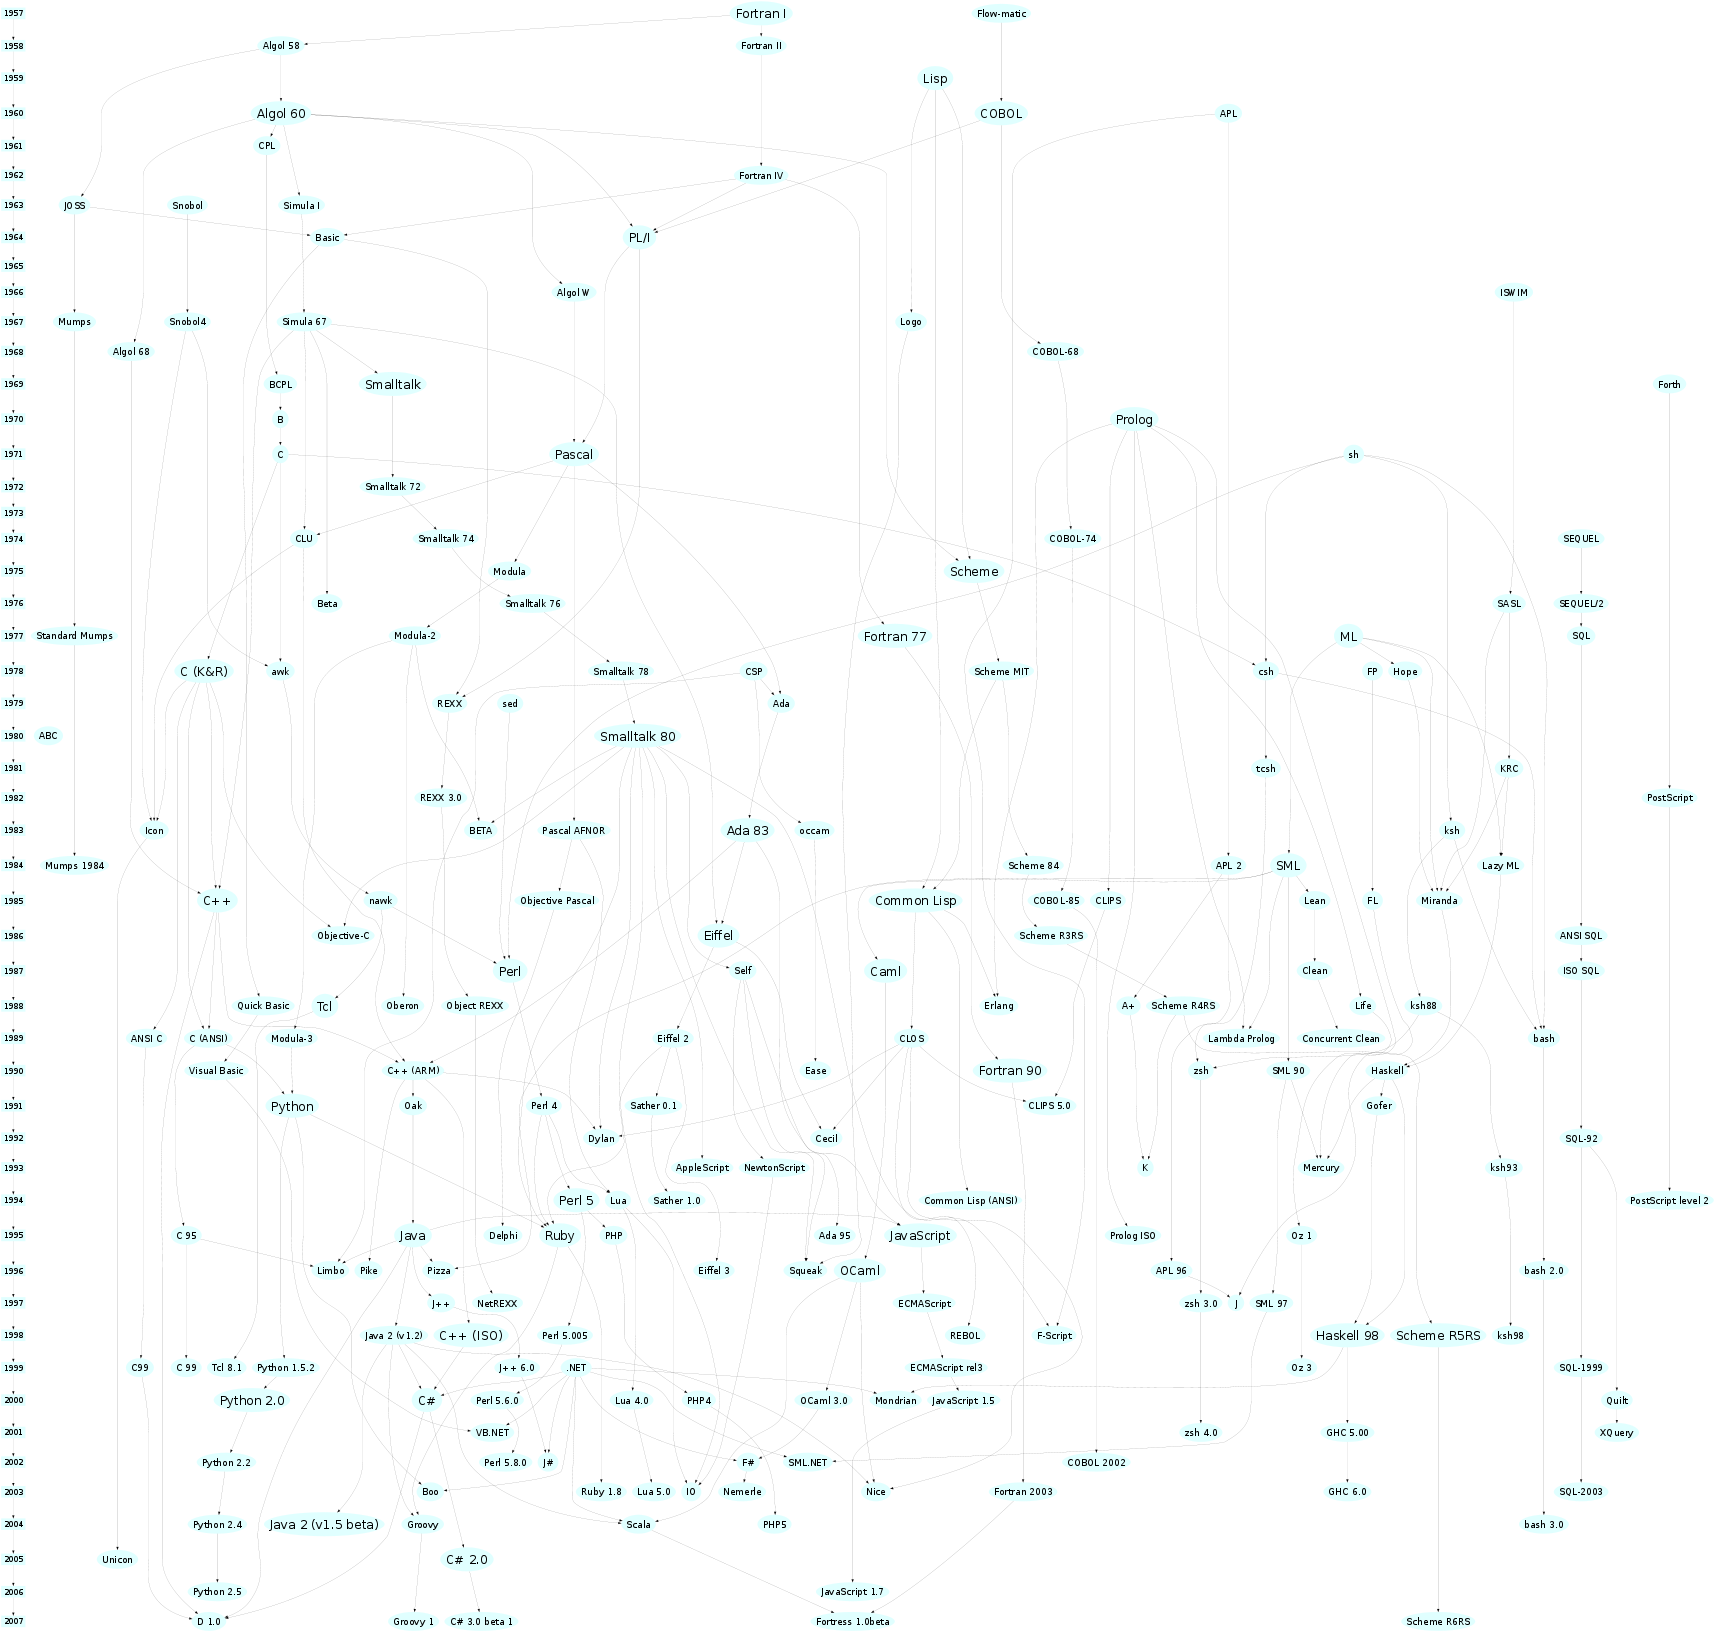 1957 Fortran I Flow-matic
1958 Algol 58 Fortran II
1959 Lisp
1960 Algol 60 COBOL APL
1961 CPL
1962 Fortran IV
1963 JOSS Snobol Simula I
1964 Basic PL/I
1965
1966 Algol W ISWIM
1967 Mumps Snobol4 Simula 67 Logo
1968 Algol 68 COBOL-68
1969 BCPL Smalltalk Forth
1970 B Prolog
1971 C Pascal sh
1972 Smalltalk 72
1973
1974 CLU Smalltalk 74 COBOL-74 SEQUEL
1975 Modula Scheme
1976 Beta Smalltalk 76 SASL SEQUEL/2
1977 Standard Mumps Modula-2 Fortran 77 ML SQL
1978 C (K&R) awk Smalltalk 78 CSP Scheme MIT csh FP Hope
1979 REXX sed Ada
1980 ABC Smalltalk 80
1981 tcsh KRC
1982 REXX 3.0 PostScript
1983 Icon BETA Pascal AFNOR Ada 83 occam ksh
1984 Mumps 1984 Scheme 84 APL 2 SML Lazy ML
1985 C++ nawk Objective Pascal Common Lisp COBOL-85 CLIPS Lean FL Miranda
1986 Objective-C Eiffel Scheme R3RS ANSI SQL
1987 Perl Self Caml Clean ISO SQL
1988 Quick Basic Tcl Oberon Object REXX Erlang A+ Scheme R4RS Life ksh88
1989 ANSI C C (ANSI) Modula-3 Eiffel 2 CLOS Lambda Prolog Concurrent Clean bash
1990 Visual Basic C++ (ARM) Ease Fortran 90 zsh SML 90 Haskell
1991 Python Oak Perl 4 Sather 0.1 CLIPS 5.0 Gofer
1992 Dylan Cecil SQL-92
1993 AppleScript NewtonScript K Mercury ksh93
1994 Perl 5 Lua Sather 1.0 Common Lisp (ANSI) PostScript level 2
1995 C 95 Java Delphi Ruby PHP Ada 95 JavaScript Prolog ISO Oz 1
1996 Limbo Pike Pizza Eiffel 3 Squeak OCaml APL 96 bash 2.0
1997 J++ NetREXX ECMAScript zsh 3.0 J SML 97
1998 Java 2 (v1.2) C++ (ISO) Perl 5.005 REBOL F-Script Haskell 98 Scheme R5RS ksh98
1999 C99 C 99 Tcl 8.1 Python 1.5.2 J++ 6.0 .NET ECMAScript rel3 Oz 3 SQL-1999
2000 Python 2.0 C# Perl 5.6.0 Lua 4.0 PHP4 OCaml 3.0 Mondrian JavaScript 1.5 Quilt
2001 VB.NET zsh 4.0 GHC 5.00 XQuery
2002 Python 2.2 Perl 5.8.0 J# F# SML.NET COBOL 2002
2003 Boo Ruby 1.8 Lua 5.0 IO Nemerle Nice Fortran 2003 GHC 6.0 SQL-2003
2004 Python 2.4 Java 2 (v1.5 beta) Groovy Scala PHP5 bash 3.0
2005 Unicon C# 2.0
2006 Python 2.5 JavaScript 1.7
2007 D 1.0 Groovy 1 C# 3.0 beta 1 Fortress 1.0beta Scheme R6RS